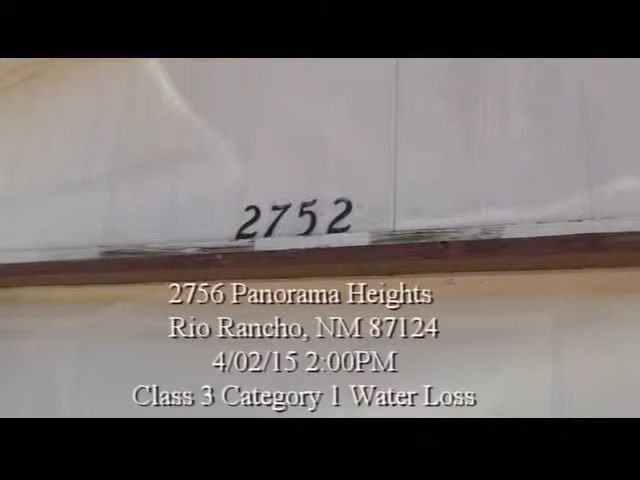 2752
2756 Panorama Heights
Rio Rancho, NM 87124
4/02/15 2:00PM
Class 3 Category 1 Water Loss